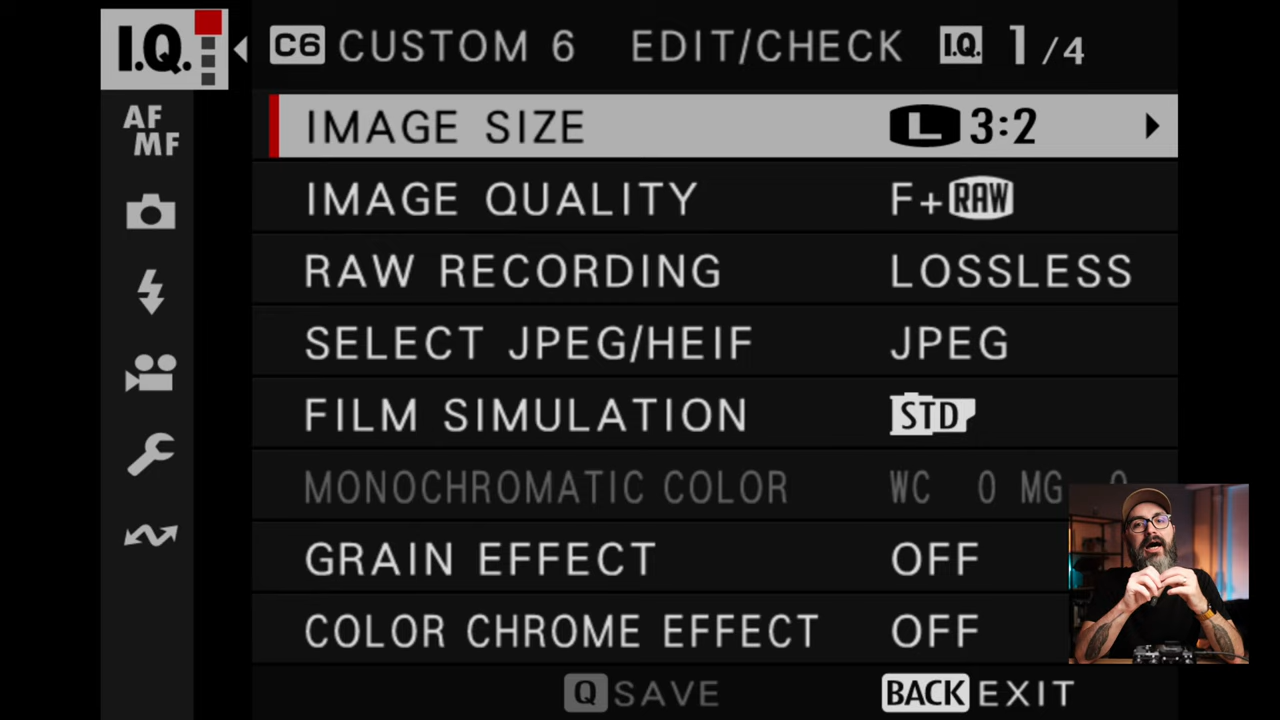 I.Q. C6 CUSTOM 6 EDIT/CHECK I.Q. 1/4
AF
MF
IMAGE SIZE L 3:2
IMAGE QUALITY F+RAW
RAW RECORDING LOSSLESS
SELECT JPEG/HEIF JPEG
FILM SIMULATION STD
MONOCHROMATIC COLOR WC 0 MG 0
GRAIN EFFECT OFF
COLOR CHROME EFFECT OFF
Q SAVE BACK EXIT